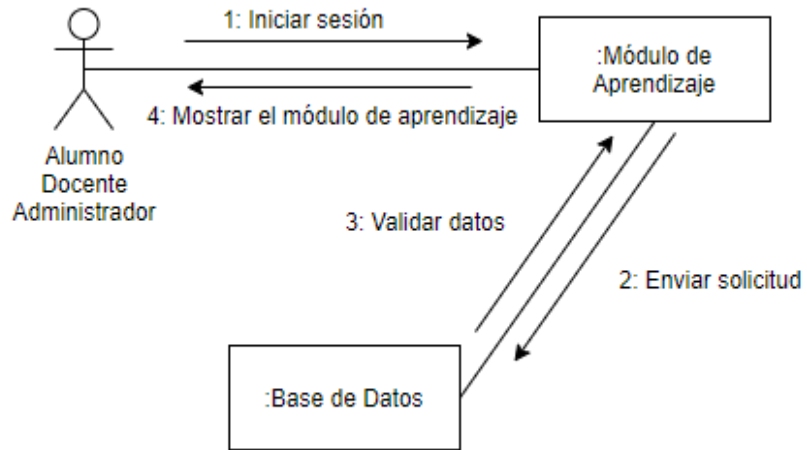 1: Iniciar sesión
:Módulo de
Aprendizaje
4: Mostrar el módulo de aprendizaje
Alumno
Docente
Administrador
3: Validar datos
2: Enviar solicitud
:Base de Datos